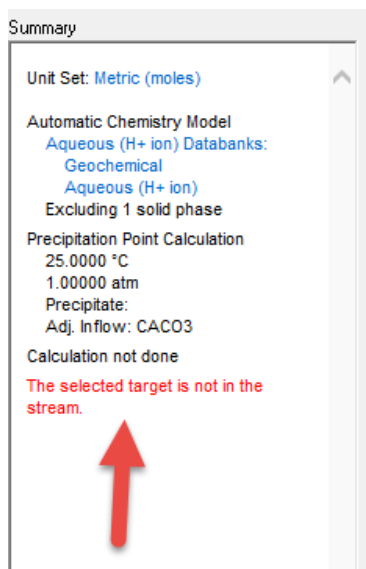 Summary
Unit Set: Metric (moles)
Automatic Chemistry Model
Aqueous (H+ ion) Databanks:
Geochemical
Aqueous (H+ ion)
Excluding 1 solid phase
Precipitation Point Calculation
25.0000 °C
1.00000 atm
Precipitate:
Adj. Inflow: CACO3
Calculation not done
The selected target is not in the
stream.